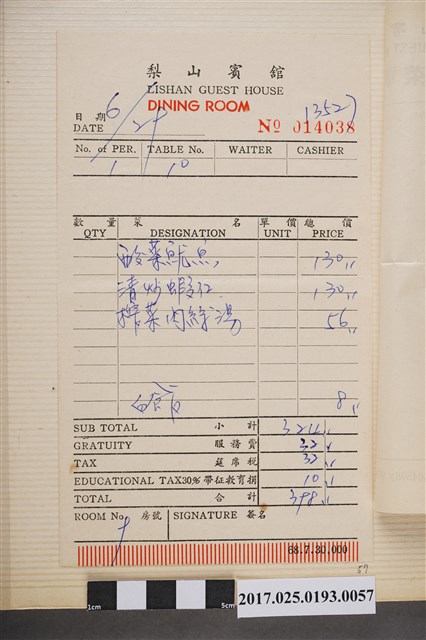 梨山賓舘
LISHAN GUEST HOUSE
DINING ROOM
日期 6/24
DATE
(352)
No 014038
No. of PER. TABLE No. WAITER CASHIER
1 10
數量 菜名 單價 總價
QTY DESIGNATION UNIT PRICE
酸菜魷魚 130
清炒蝦仁 130
榨菜肉絲湯 56
白飯 8
SUB TOTAL 小計 324
GRATUITY 服務費 32
TAX 筵席稅 32
EDUCATIONAL TAX30% 帶征教育捐 10
TOTAL 合計 398
ROOM No. 房號 SIGNATURE 簽名
68.7.30,000
57
1cm 5cm
2017.025.0193.0057